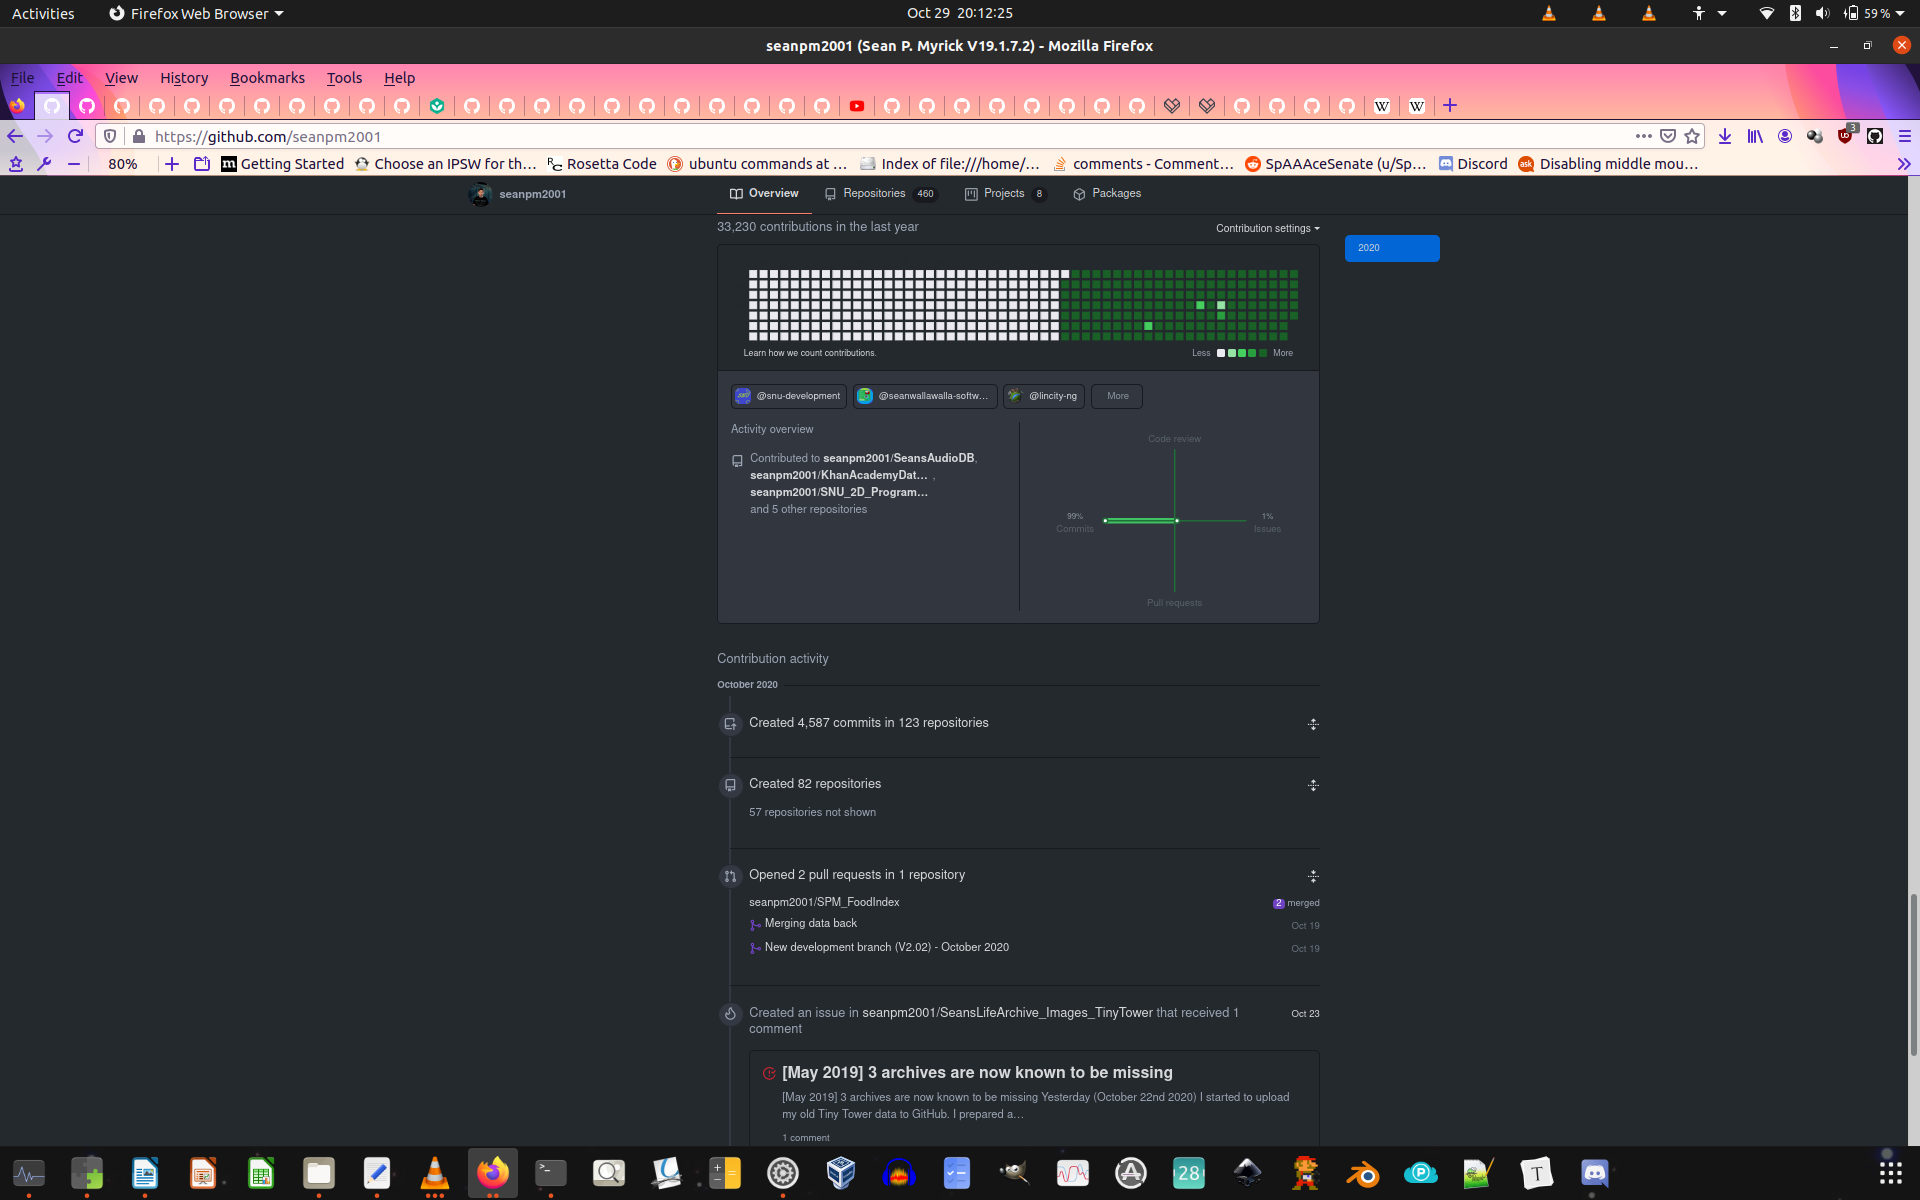 Activities
Firefox Web Browser
Oct 29 20:12:25
59 %
seanpm2001 (Sean P. Myrick V19.1.7.2) - Mozilla Firefox
File Edit View History Bookmarks Tools Help
https://github.com/seanpm2001
3
80%
Getting Started
Choose an IPSW for th…
Rosetta Code
ubuntu commands at …
Index of file:///home/…
comments - Comment…
SpAAAceSenate (u/Sp…
Discord
Disabling middle mou…
seanpm2001
Overview
Repositories 460
Projects 8
Packages
33,230 contributions in the last year
Contribution settings
2020
Learn how we count contributions.
Less
More
@snu-development
@seanwallawalla-softw…
@lincity-ng
More
Activity overview
Contributed to seanpm2001/SeansAudioDB,
seanpm2001/KhanAcademyDat… ,
seanpm2001/SNU_2D_Program…
and 5 other repositories
Code review
99%
Commits
1%
Issues
Pull requests
Contribution activity
October 2020
Created 4,587 commits in 123 repositories
Created 82 repositories
57 repositories not shown
Opened 2 pull requests in 1 repository
seanpm2001/SPM_FoodIndex
2 merged
Merging data back
Oct 19
New development branch (V2.02) - October 2020
Oct 19
Created an issue in seanpm2001/SeansLifeArchive_Images_TinyTower that received 1
comment
Oct 23
[May 2019] 3 archives are now known to be missing
[May 2019] 3 archives are now known to be missing Yesterday (October 22nd 2020) I started to upload
my old Tiny Tower data to GitHub. I prepared a…
1 comment
28
T